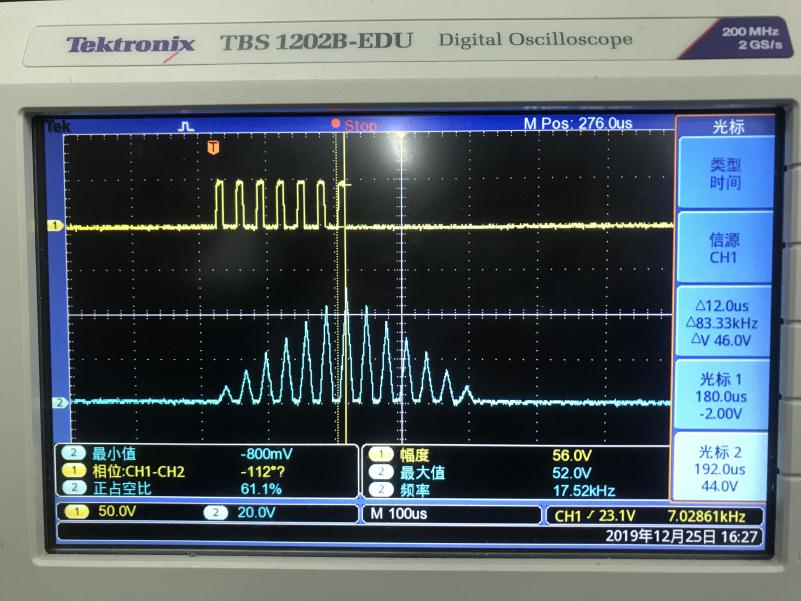 Tektronix TBS 1202B-EDU Digital Oscilloscope 200 MHz
2 GS/s
Tek Stop M Pos: 276.0us 光标
T
类型
时间
1
信源
CH1
△12.0us
△83.33kHz
△V 46.0V
光标 1
180.0us
-2.00V
2
光标 2
192.0us
44.0V
2 最小值 -800mV
1 相位:CH1-CH2 -112°?
2 正占空比 61.1%
1 幅度 56.0V
2 最大值 52.0V
2 频率 17.52kHz
1 50.0V 2 20.0V M 100us CH1 23.1V 7.02861kHz
2019年12月25日 16:27